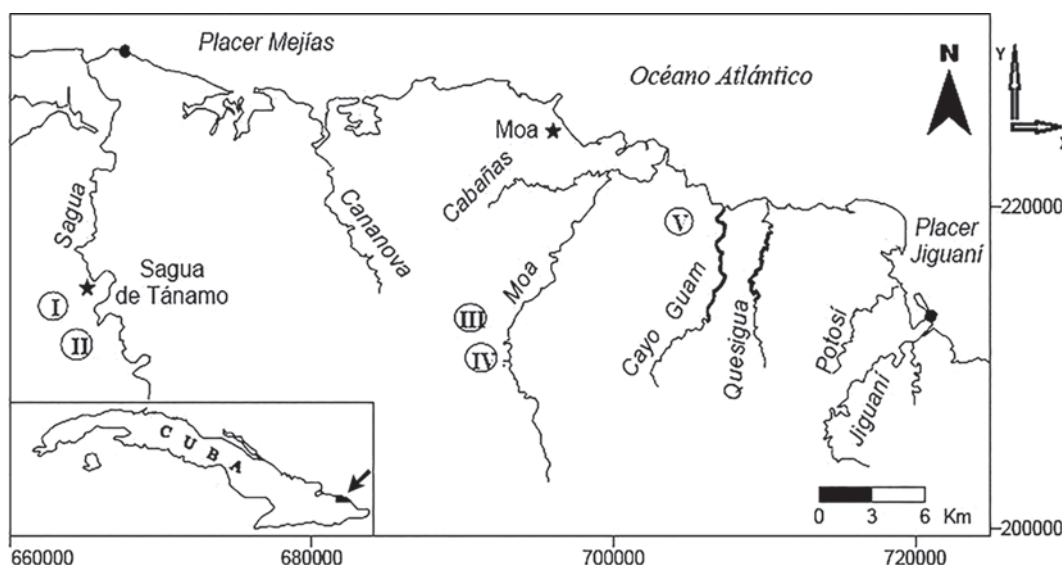 Placer Mejías
Océano Atlántico
N
Y
X
Moa
Cabañas
Sagua
Cananova
Moa
V
Cayo Guam
Quesigua
Placer
Jiguaní
Potosí
Jiguaní
Sagua
de Tánamo
I
II
III
IV
CUBA
0 3 6 Km
220000
200000
660000 680000 700000 720000